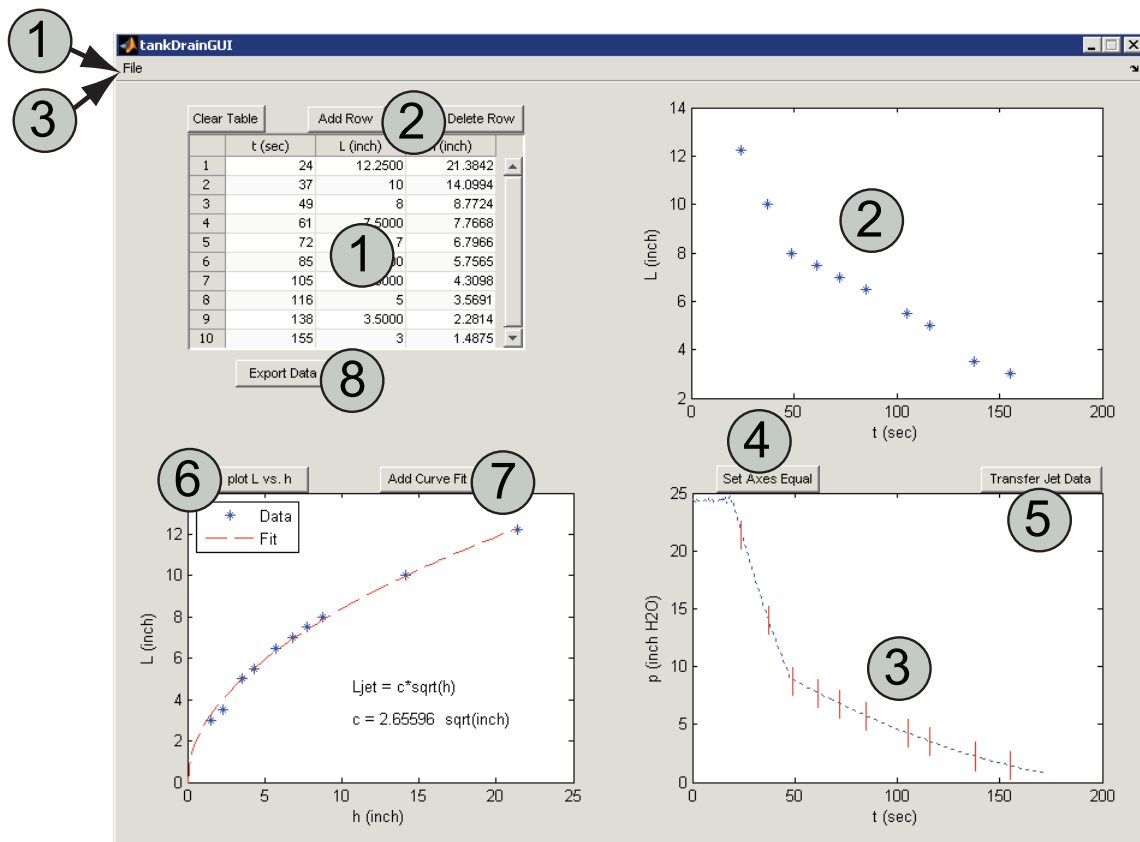 1
tankDrainGUI
File
3
Clear Table
Add Row
2
Delete Row
t (sec) L (inch) (inch)
1 24 12.2500 21.3842
2 37 10 14.0994
3 49 8 8.7724
4 61 7.5000 7.7668
5 72 7 6.7966
6 85 5.7565
7 105 4.3098
8 116 5 3.5691
9 138 3.5000 2.2814
10 155 3 1.4875
1
Export Data
8
14
12
10
8
6
4
2
L (inch)
2
0 50 100 150 200
t (sec)
6
plot L vs. h
Add Curve Fit
7
Data
Fit
12
10
8
6
4
2
0
L (inch)
Ljet = c*sqrt(h)
c = 2.65596 sqrt(inch)
0 5 10 15 20 25
h (inch)
4
Set Axes Equal
Transfer Jet Data
5
25
20
15
10
5
0
p (inch H2O)
3
0 50 100 150 200
t (sec)